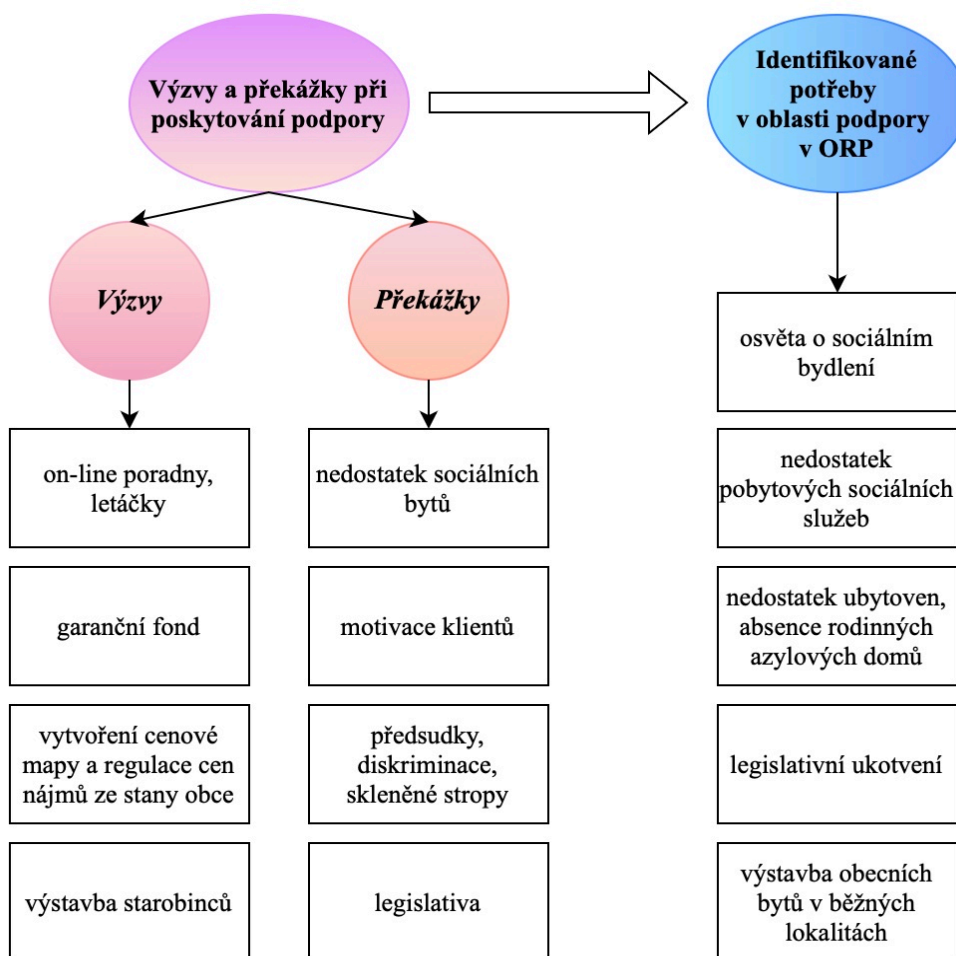 Výzvy a překážky při
poskytování podpory
Identifikované
potřeby
v oblasti podpory
v ORP
Výzvy
Překážky
on-line poradny,
letáčky
garanční fond
vytvoření cenové
mapy a regulace cen
nájmů ze stany obce
výstavba starobinců
nedostatek sociálních
bytů
motivace klientů
předsudky,
diskriminace,
skleněné stropy
legislativa
osvěta o sociálním
bydlení
nedostatek
pobytových sociálních
služeb
nedostatek ubytoven,
absence rodinných
azylových domů
legislativní ukotvení
výstavba obecních
bytů v běžných
lokalitách